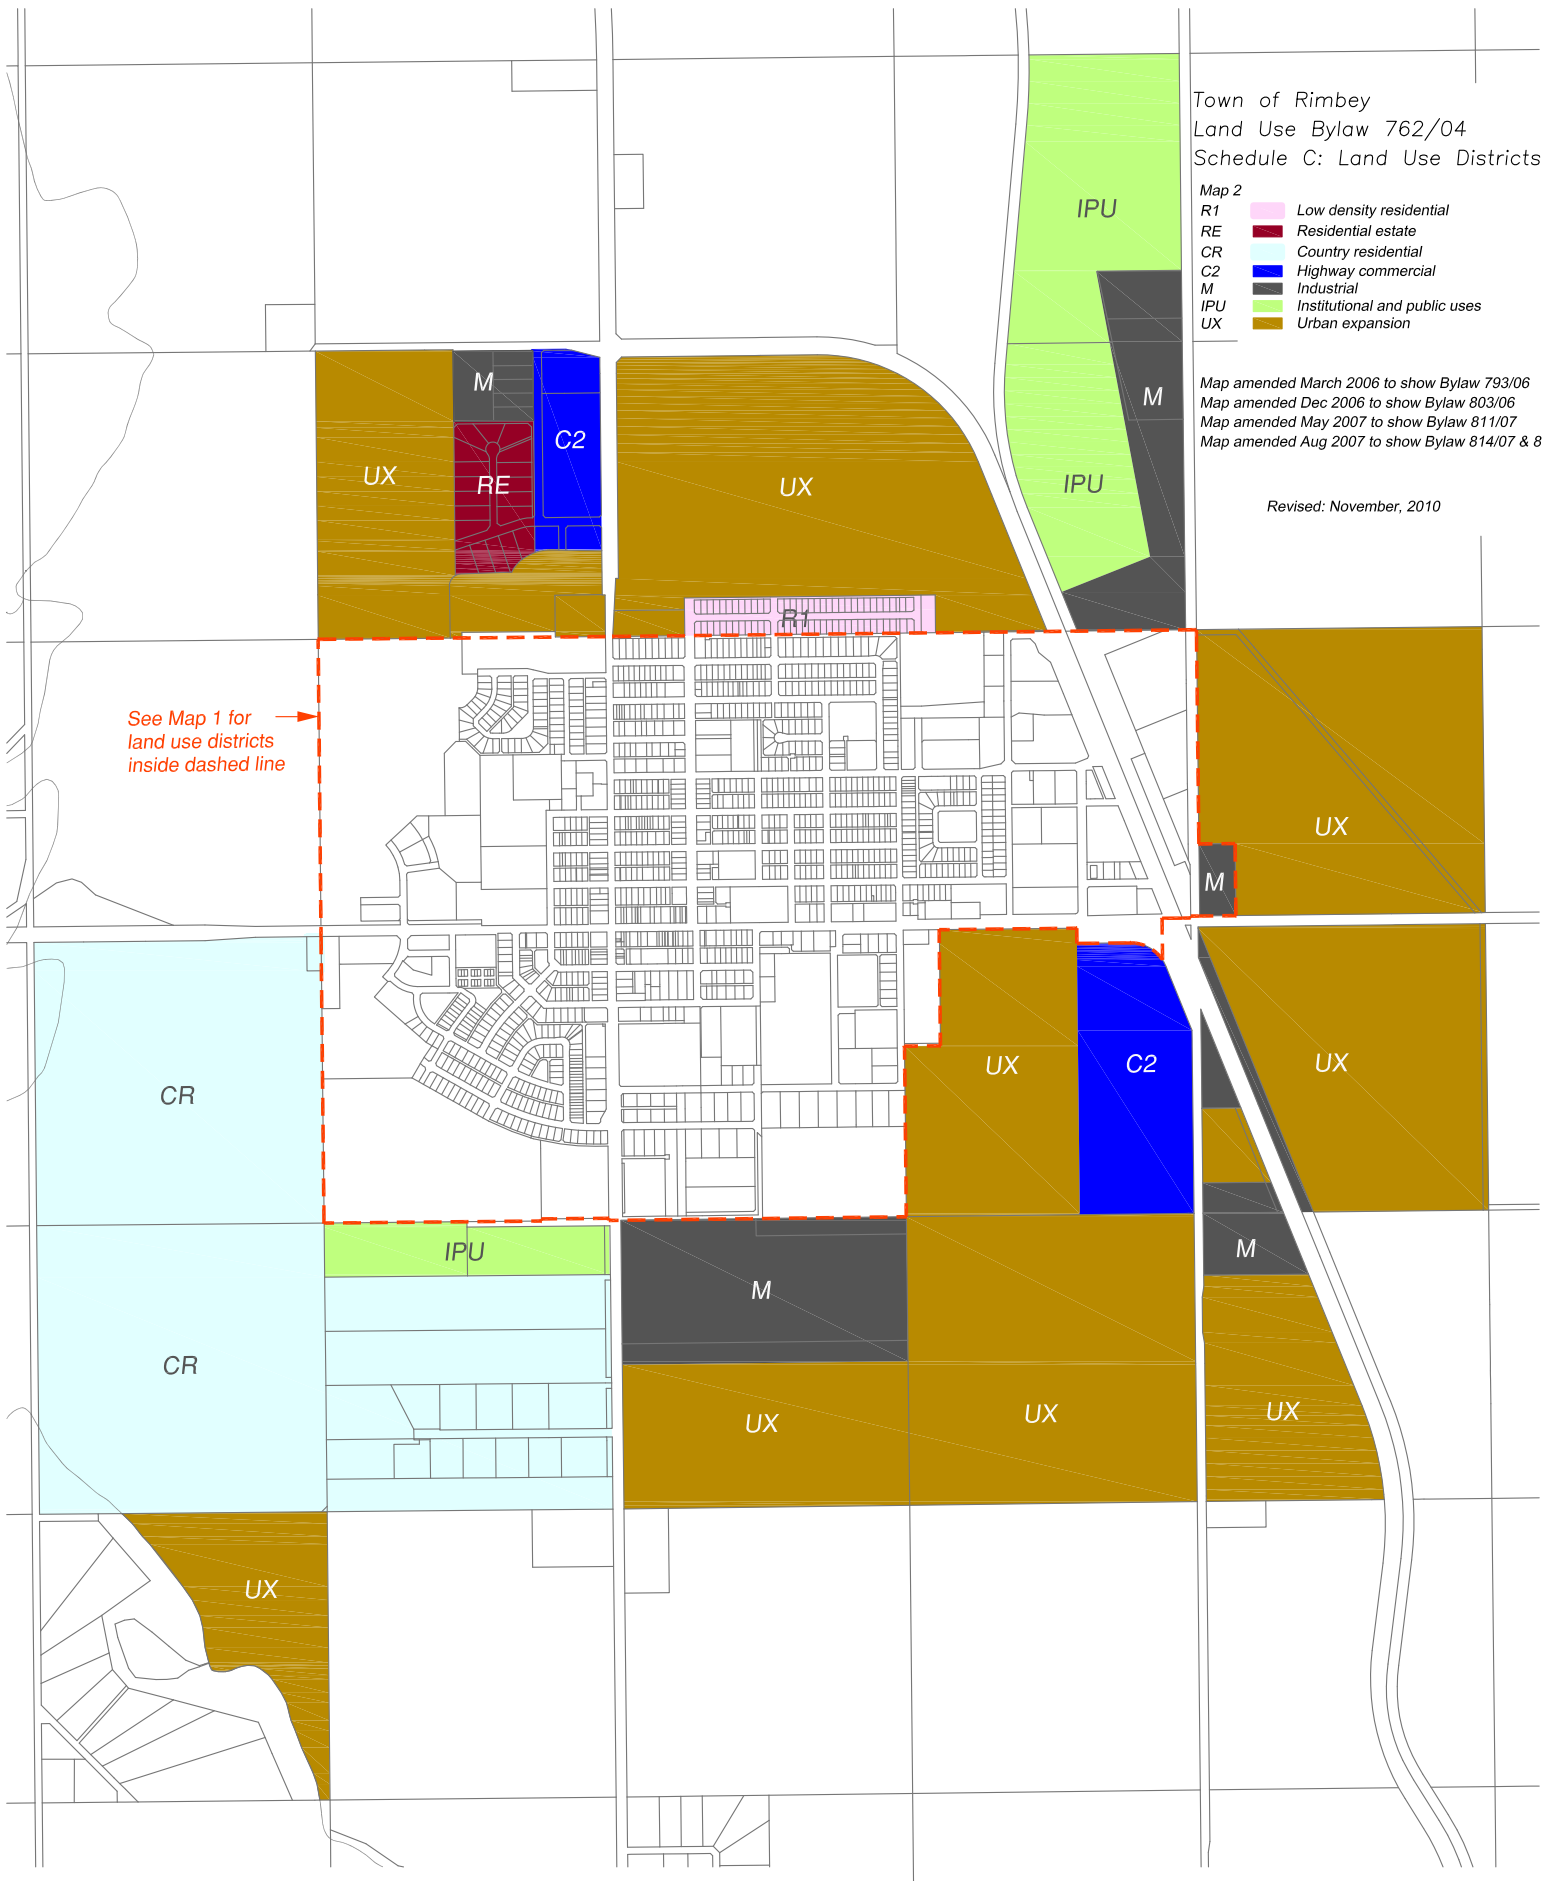 Town of Rimbey
Land Use Bylaw 762/04
Schedule C: Land Use Districts
Map 2
R1 Low density residential
RE Residential estate
CR Country residential
C2 Highway commercial
M Industrial
IPU Institutional and public uses
UX Urban expansion
Map amended March 2006 to show Bylaw 793/06
Map amended Dec 2006 to show Bylaw 803/06
Map amended May 2007 to show Bylaw 811/07
Map amended Aug 2007 to show Bylaw 814/07 & 8
Revised: November, 2010
IPU
M
M
C2
UX
RE
UX
IPU
R1
See Map 1 for
land use districts
inside dashed line
UX
M
UX
C2
UX
CR
IPU
M
M
CR
UX
UX
UX
UX